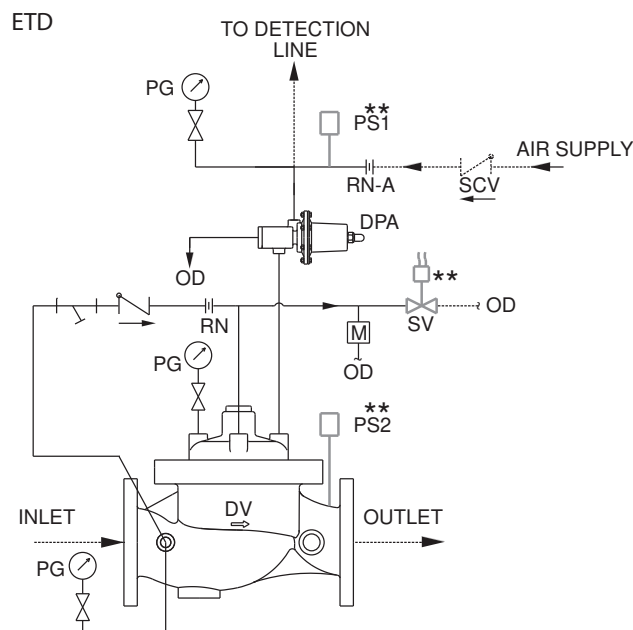 ETD
TO DETECTION
LINE
PG
**
PS1
AIR SUPPLY
RN-A
SCV
DPA
OD
**
RN
SV
OD
M
OD
PG
**
PS2
DV
INLET
OUTLET
PG